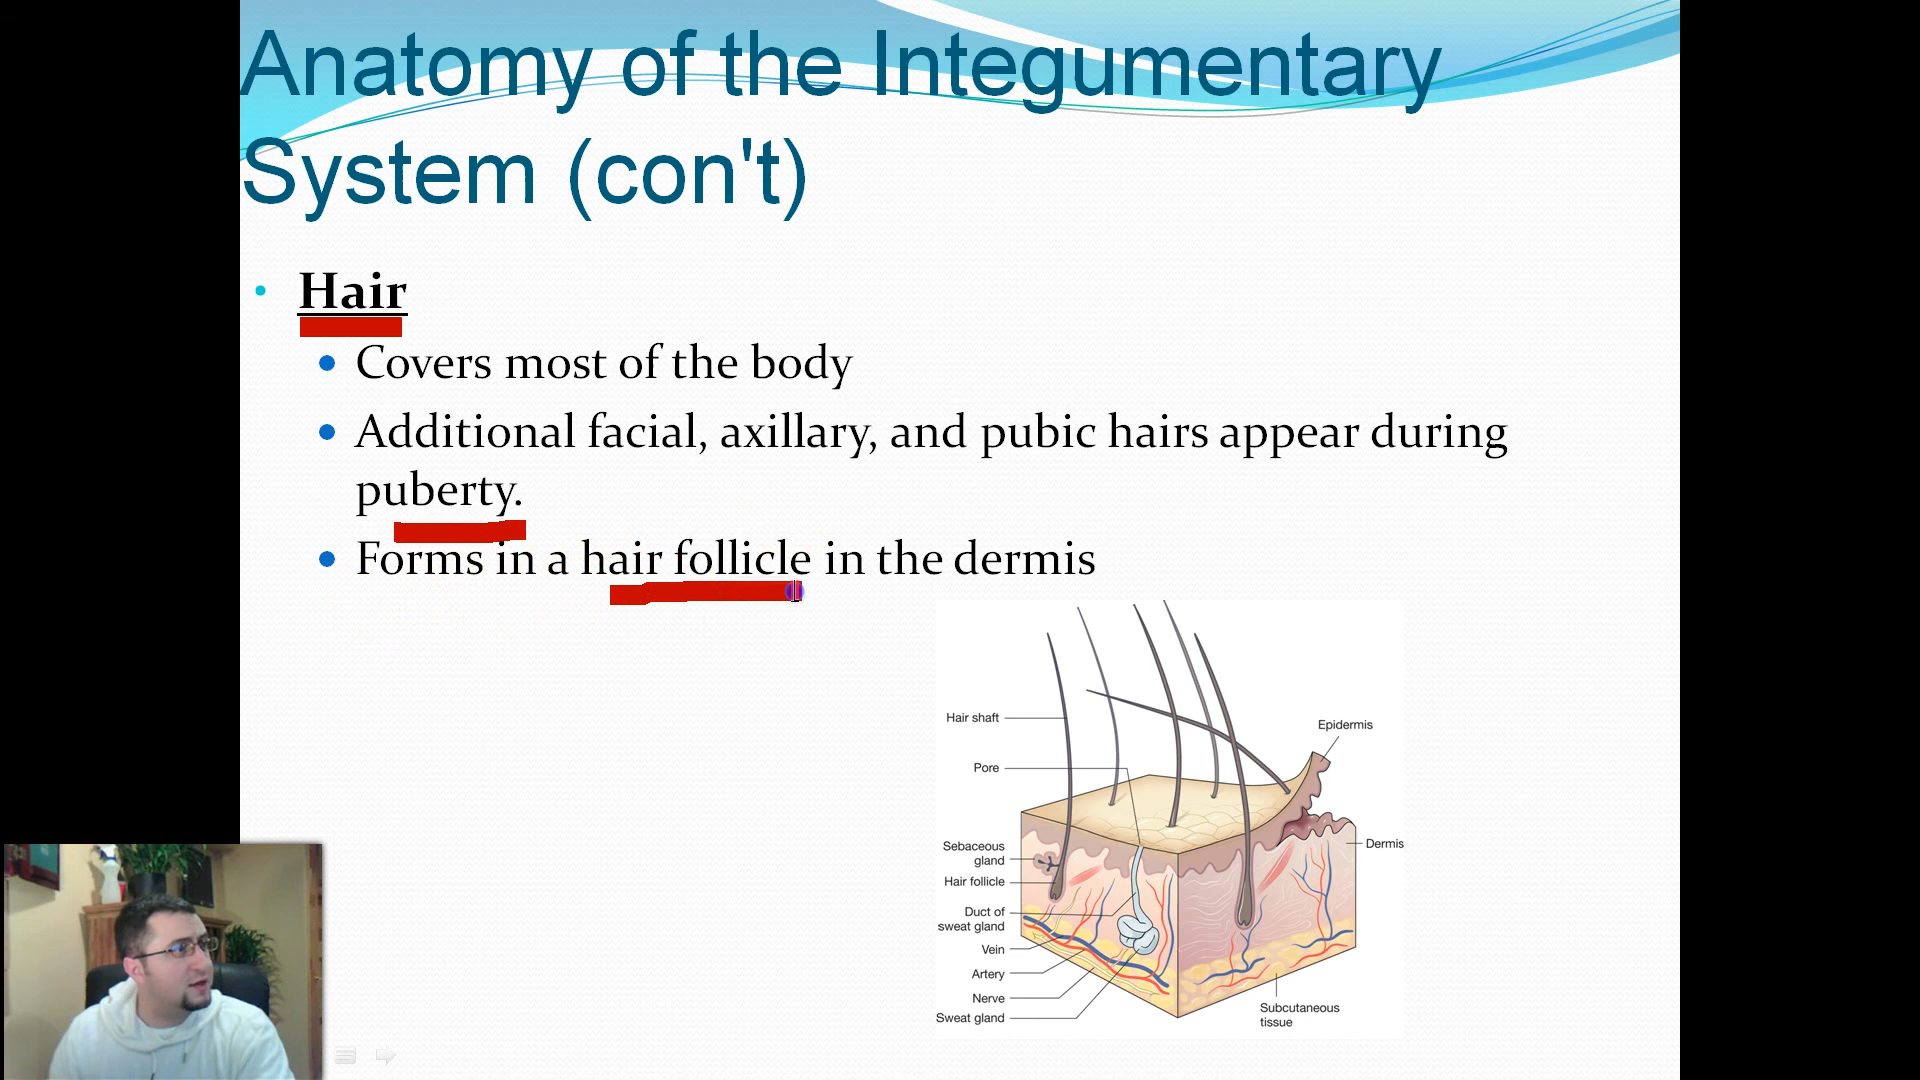 Anatomy of the Integumentary
System (con't)
Hair
Covers most of the body
Additional facial, axillary, and pubic hairs appear during
puberty.
Forms in a hair follicle in the dermis
Hair shaft
Epidermis
Pore
Sebaceous
gland
Dermis
Hair follicle
Duct of
sweat gland
Vein
Artery
Nerve
Sweat gland
Subcutaneous
tissue